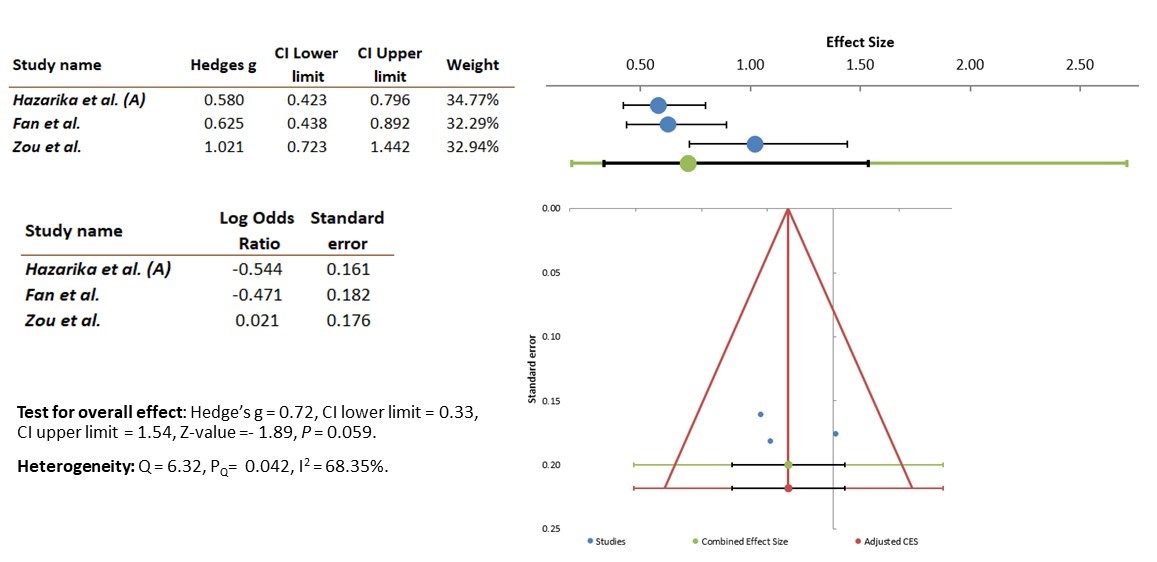 Study name Hedges g CI Lower limit CI Upper limit Weight
Hazarika et al. (A) 0.580 0.423 0.796 34.77%
Fan et al. 0.625 0.438 0.892 32.29%
Zou et al. 1.021 0.723 1.442 32.94%
Study name Log Odds Ratio Standard error
Hazarika et al. (A) -0.544 0.161
Fan et al. -0.471 0.182
Zou et al. 0.021 0.176
Test for overall effect: Hedge's g = 0.72, CI lower limit = 0.33,
CI upper limit = 1.54, Z-value =- 1.89, P = 0.059.
Heterogeneity: Q = 6.32, PQ= 0.042, I² = 68.35%.
Effect Size
0.50 1.00 1.50 2.00 2.50
Standard error
0.00
0.05
0.10
0.15
0.20
0.25
Studies Combined Effect Size Adjusted CES